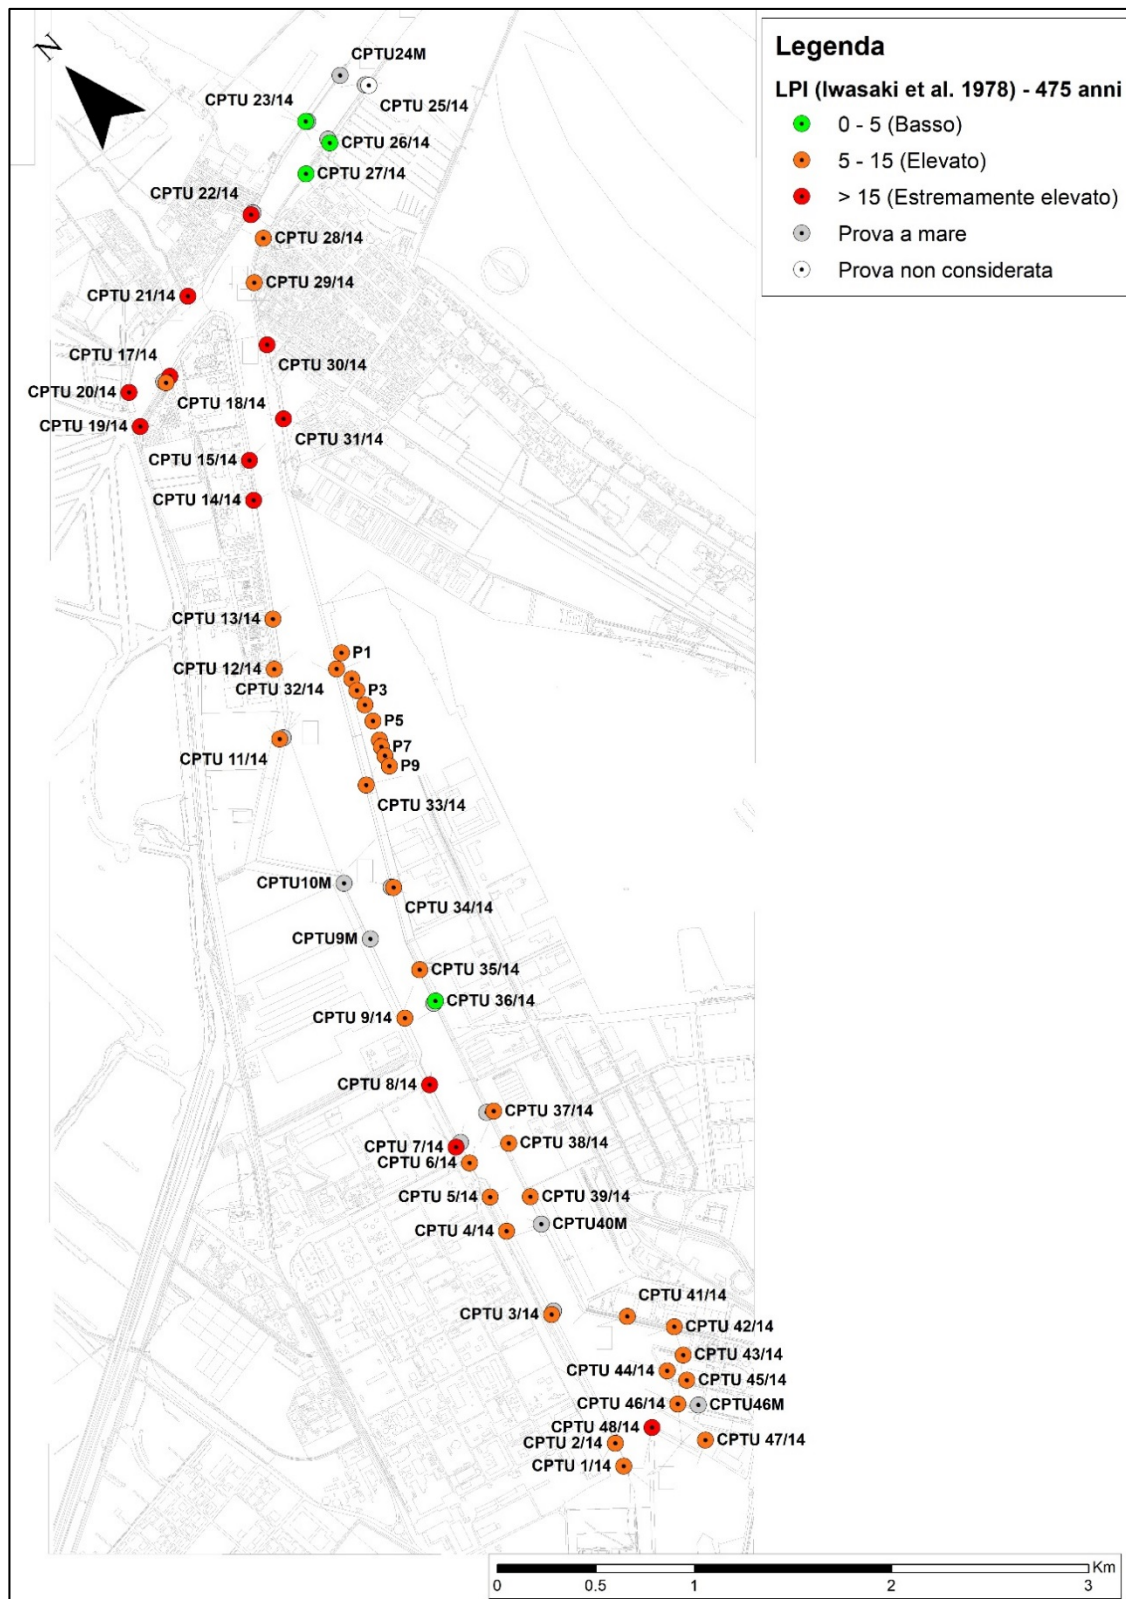 N
Legenda
LPI (Iwasaki et al. 1978) - 475 anni
0 - 5 (Basso)
5 - 15 (Elevato)
> 15 (Estremamente elevato)
Prova a mare
Prova non considerata
CPTU24M
CPTU 23/14
CPTU 25/14
CPTU 26/14
CPTU 27/14
CPTU 22/14
CPTU 28/14
CPTU 29/14
CPTU 21/14
CPTU 17/14
CPTU 30/14
CPTU 20/14
CPTU 18/14
CPTU 19/14
CPTU 31/14
CPTU 15/14
CPTU 14/14
CPTU 13/14
P1
CPTU 12/14
CPTU 32/14
P3
P5
P7
CPTU 11/14
P9
CPTU 33/14
CPTU10M
CPTU 34/14
CPTU9M
CPTU 35/14
CPTU 36/14
CPTU 9/14
CPTU 8/14
CPTU 37/14
CPTU 7/14
CPTU 38/14
CPTU 6/14
CPTU 5/14
CPTU 39/14
CPTU 4/14
CPTU40M
CPTU 3/14
CPTU 41/14
CPTU 42/14
CPTU 43/14
CPTU 44/14
CPTU 45/14
CPTU 46/14
CPTU46M
CPTU 48/14
CPTU 47/14
CPTU 2/14
CPTU 1/14
Km
0 0.5 1 2 3